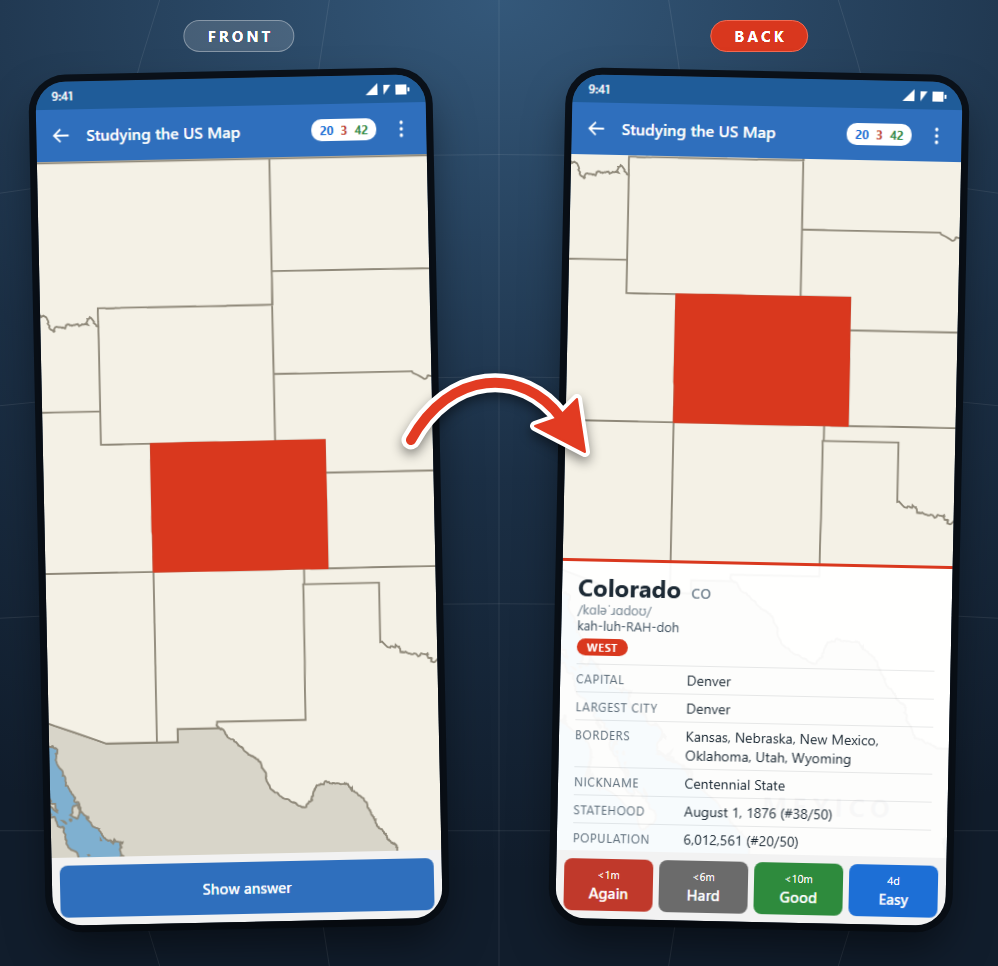 FRONT
BACK
9:41
Studying the US Map
20 3 42
Show answer
9:41
Studying the US Map
20 3 42
Colorado CO
/kɑləˈɹɑdoʊ/
kah-luh-RAH-doh
WEST
CAPITAL Denver
LARGEST CITY Denver
BORDERS Kansas, Nebraska, New Mexico,
Oklahoma, Utah, Wyoming
NICKNAME Centennial State
STATEHOOD August 1, 1876 (#38/50)
MEXICO
POPULATION 6,012,561 (#20/50)
<1m
Again
<6m
Hard
<10m
Good
4d
Easy